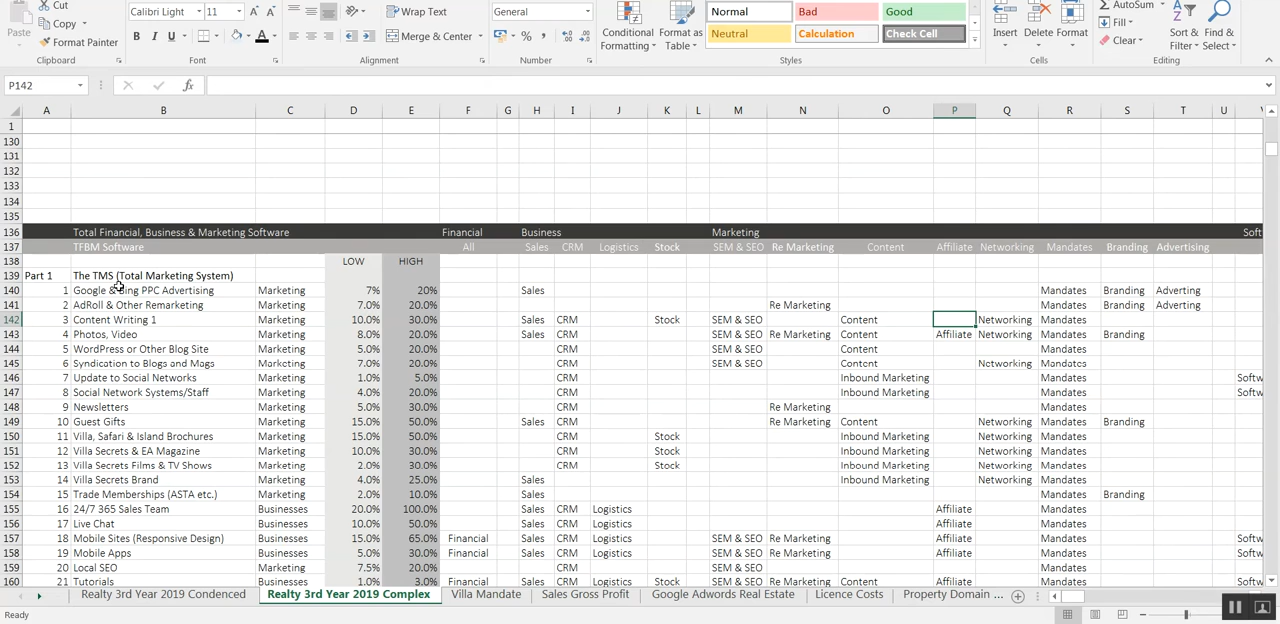 Cut Calibri Light 11 A A Wrap Text General Normal Bad Good AutoSum
Paste Copy Conditional Format as Insert Delete Format Fill Sort & Find &
Format Painter B I U A Merge & Center % , Formatting Table Neutral Calculation Check Cell Clear Filter Select
Clipboard Font Alignment Number Styles Cells Editing
P142 fx
A B C D E F G H I J K L M N O P Q R S T U V
1
130
131
132
133
134
135
136 Total Financial, Business & Marketing Software Financial Business Marketing Soft
137 TFBM Software All Sales CRM Logistics Stock SEM & SEO Re Marketing Content Affiliate Networking Mandates Branding Advertising
138 LOW HIGH
139 Part 1 The TMS (Total Marketing System)
140 1 Google & Bing PPC Advertising Marketing 7% 20% Sales Mandates Branding Adverting
141 2 AdRoll & Other Remarketing Marketing 7.0% 20.0% Re Marketing Mandates Branding Adverting
142 3 Content Writing 1 Marketing 10.0% 30.0% Sales CRM Stock SEM & SEO Content Networking Mandates
143 4 Photos, Video Marketing 8.0% 20.0% Sales CRM SEM & SEO Re Marketing Content Affiliate Networking Mandates Branding
144 5 WordPress or Other Blog Site Marketing 5.0% 20% CRM SEM & SEO Content Mandates
145 6 Syndication to Blogs and Mags Marketing 7% 20.0% CRM SEM & SEO Networking Mandates
146 7 Update to Social Networks Marketing 1.0% 5.0% CRM Inbound Marketing Mandates Softw
147 8 Social Network Systems/Staff Marketing 4.0% 20.0% CRM Inbound Marketing Mandates Softw
148 9 Newsletters Marketing 5.0% 30.0% CRM Re Marketing Mandates
149 10 Guest Gifts Marketing 15.0% 50.0% Sales CRM Re Marketing Content Networking Mandates Branding
150 11 Villa, Safari & Island Brochures Marketing 15.0% 50.0% CRM Stock Inbound Marketing Networking Mandates
151 12 Villa Secrets & EA Magazine Marketing 10.0% 30.0% CRM Stock Inbound Marketing Networking Mandates
152 13 Villa Secrets Films & TV Shows Marketing 2.0% 30.0% CRM Stock Inbound Marketing Networking Mandates
153 14 Villa Secrets Brand Marketing 4.0% 25.0% Sales Inbound Marketing Networking Mandates
154 15 Trade Memberships (ASTA etc.) Marketing 2.0% 10.0% Sales Mandates Branding
155 16 24/7 365 Sales Team Businesses 20.0% 100.0% Sales CRM Logistics Affiliate Mandates
156 17 Live Chat Businesses 10.0% 50.0% Sales CRM Logistics Affiliate Mandates
157 18 Mobile Sites (Responsive Design) Businesses 15.0% 65.0% Financial Sales CRM Logistics SEM & SEO Re Marketing Affiliate Mandates Softw
158 19 Mobile Apps Businesses 5.0% 30.0% Financial Sales CRM Logistics SEM & SEO Re Marketing Affiliate Mandates Softw
159 20 Local SEO Marketing 7.5% 20.0% CRM SEM & SEO Mandates
160 21 Tutorials Businesses 1.0% 3.0% Financial Sales CRM Logistics Stock SEM & SEO Re Marketing Content Affiliate Mandates Softw
Realty 3rd Year 2019 Condenced Realty 3rd Year 2019 Complex Villa Mandate Sales Gross Profit Google Adwords Real Estate Licence Costs Property Domain ...
Ready